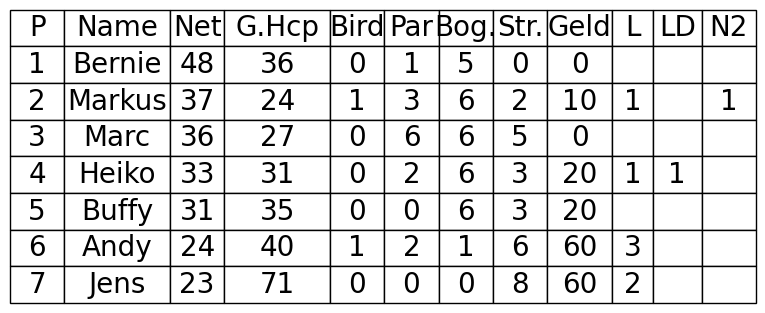 P Name Net G.Hcp Bird Par Bog. Str. Geld L LD N2
1 Bernie 48 36 0 1 5 0 0
2 Markus 37 24 1 3 6 2 10 1 1
3 Marc 36 27 0 6 6 5 0
4 Heiko 33 31 0 2 6 3 20 1 1
5 Buffy 31 35 0 0 6 3 20
6 Andy 24 40 1 2 1 6 60 3
7 Jens 23 71 0 0 0 8 60 2